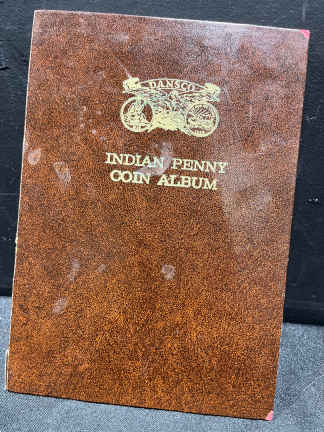 DANSCO
INDIAN PENNY
COIN ALBUM